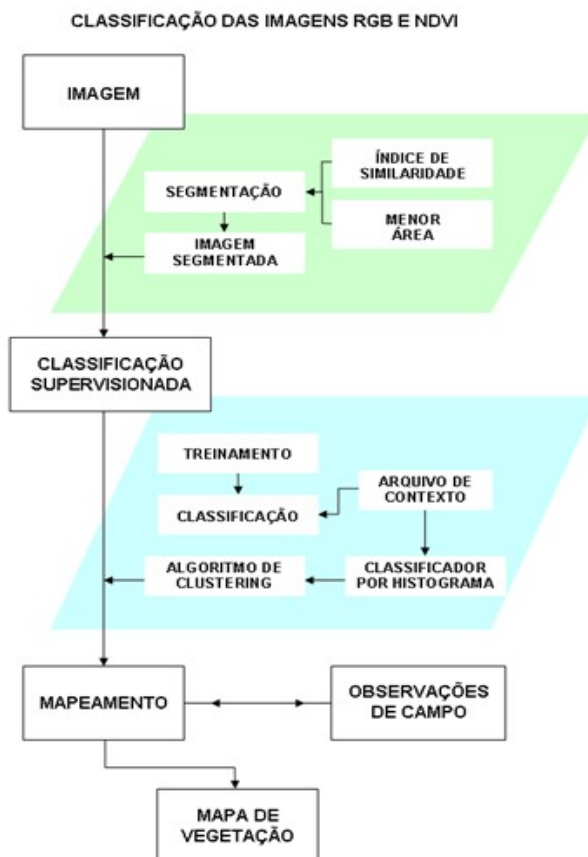 CLASSIFICAÇÃO DAS IMAGENS RGB E NDVI
IMAGEM
ÍNDICE DE
SIMILARIDADE
SEGMENTAÇÃO
MENOR
ÁREA
IMAGEM
SEGMENTADA
CLASSIFICAÇÃO
SUPERVISIONADA
TREINAMENTO
ARQUIVO DE
CONTEXTO
CLASSIFICAÇÃO
ALGORITMO DE
CLUSTERING
CLASSIFICADOR
POR HISTOGRAMA
MAPEAMENTO
OBSERVAÇÕES
DE CAMPO
MAPA DE
VEGETAÇÃO